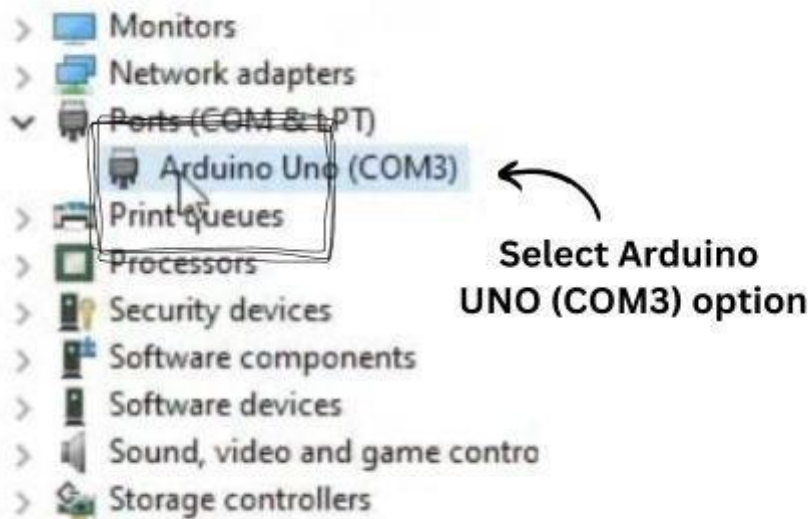 Monitors
Network adapters
Ports (COM & LPT)
Arduino Uno (COM3)
Print queues
Processors
Security devices
Software components
Software devices
Sound, video and game contro
Storage controllers
Select Arduino
UNO (COM3) option